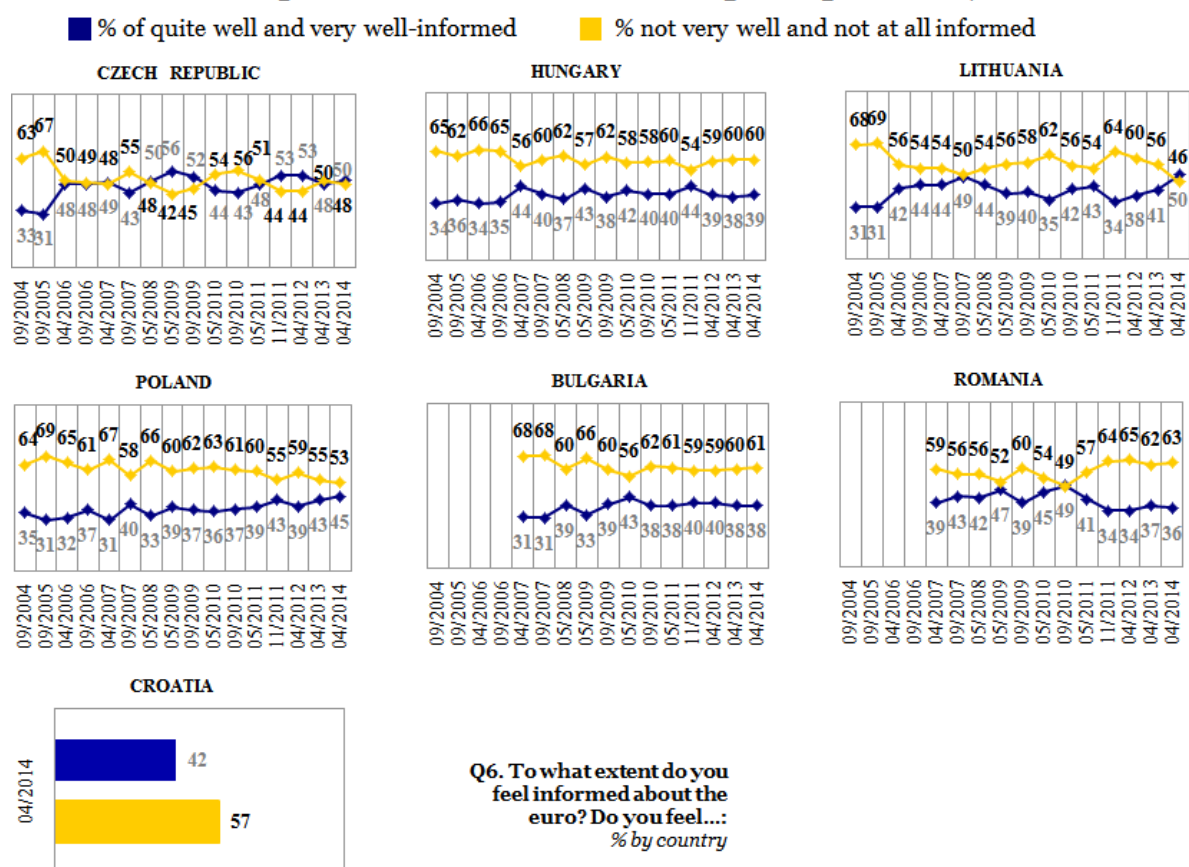 % of quite well and very well-informed % not very well and not at all informed
CZECH REPUBLIC
63 67 50 49 48 55 50 56 52 54 56 51 53 53 50 50
33 31 48 48 49 43 48 42 45 44 43 48 44 44 48 48
09/2004 09/2005 04/2006 09/2006 04/2007 09/2007 05/2008 05/2009 09/2009 05/2010 09/2010 05/2011 11/2011 04/2012 04/2013 04/2014
HUNGARY
65 62 66 65 56 60 62 57 62 58 58 60 54 59 60 60
34 36 34 35 44 40 37 43 38 42 40 40 44 39 38 39
09/2004 09/2005 04/2006 09/2006 04/2007 09/2007 05/2008 05/2009 09/2009 05/2010 09/2010 05/2011 11/2011 04/2012 04/2013 04/2014
LITHUANIA
68 69 56 54 54 50 54 56 58 62 56 54 64 60 56 46
31 31 42 44 44 49 44 39 40 35 42 43 34 38 41 50
09/2004 09/2005 04/2006 09/2006 04/2007 09/2007 05/2008 05/2009 09/2009 05/2010 09/2010 05/2011 11/2011 04/2012 04/2013 04/2014
POLAND
64 69 65 61 67 58 66 60 62 63 61 60 55 59 55 53
35 31 32 37 31 40 33 39 37 36 37 39 43 39 43 45
09/2004 09/2005 04/2006 09/2006 04/2007 09/2007 05/2008 05/2009 09/2009 05/2010 09/2010 05/2011 11/2011 04/2012 04/2013 04/2014
BULGARIA
68 68 60 66 60 56 62 61 59 59 60 61
31 31 39 33 39 43 38 38 40 40 38 38
09/2004 09/2005 04/2006 09/2006 04/2007 09/2007 05/2008 05/2009 09/2009 05/2010 09/2010 05/2011 11/2011 04/2012 04/2013 04/2014
ROMANIA
59 56 56 52 60 54 49 57 64 65 62 63
39 43 42 47 39 45 49 41 34 34 37 36
09/2004 09/2005 04/2006 09/2006 04/2007 09/2007 05/2008 05/2009 09/2009 05/2010 09/2010 05/2011 11/2011 04/2012 04/2013 04/2014
CROATIA
04/2014
42
57
Q6. To what extent do you
feel informed about the
euro? Do you feel...:
% by country